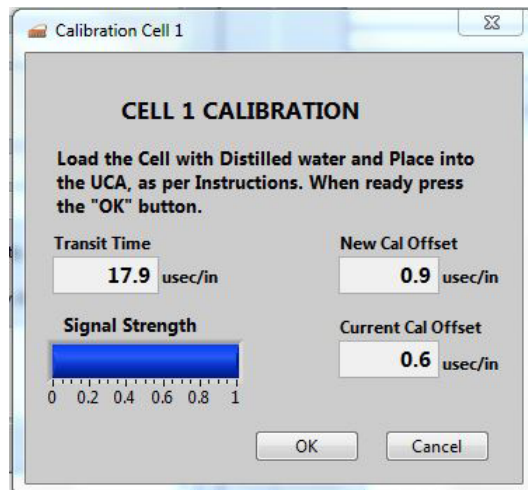 Calibration Cell 1
CELL 1 CALIBRATION
Load the Cell with Distilled water and Place into
the UCA, as per Instructions. When ready press
the "OK" button.
Transit Time
17.9 usec/in
New Cal Offset
0.9 usec/in
Signal Strength
0 0.2 0.4 0.6 0.8 1
Current Cal Offset
0.6 usec/in
OK
Cancel